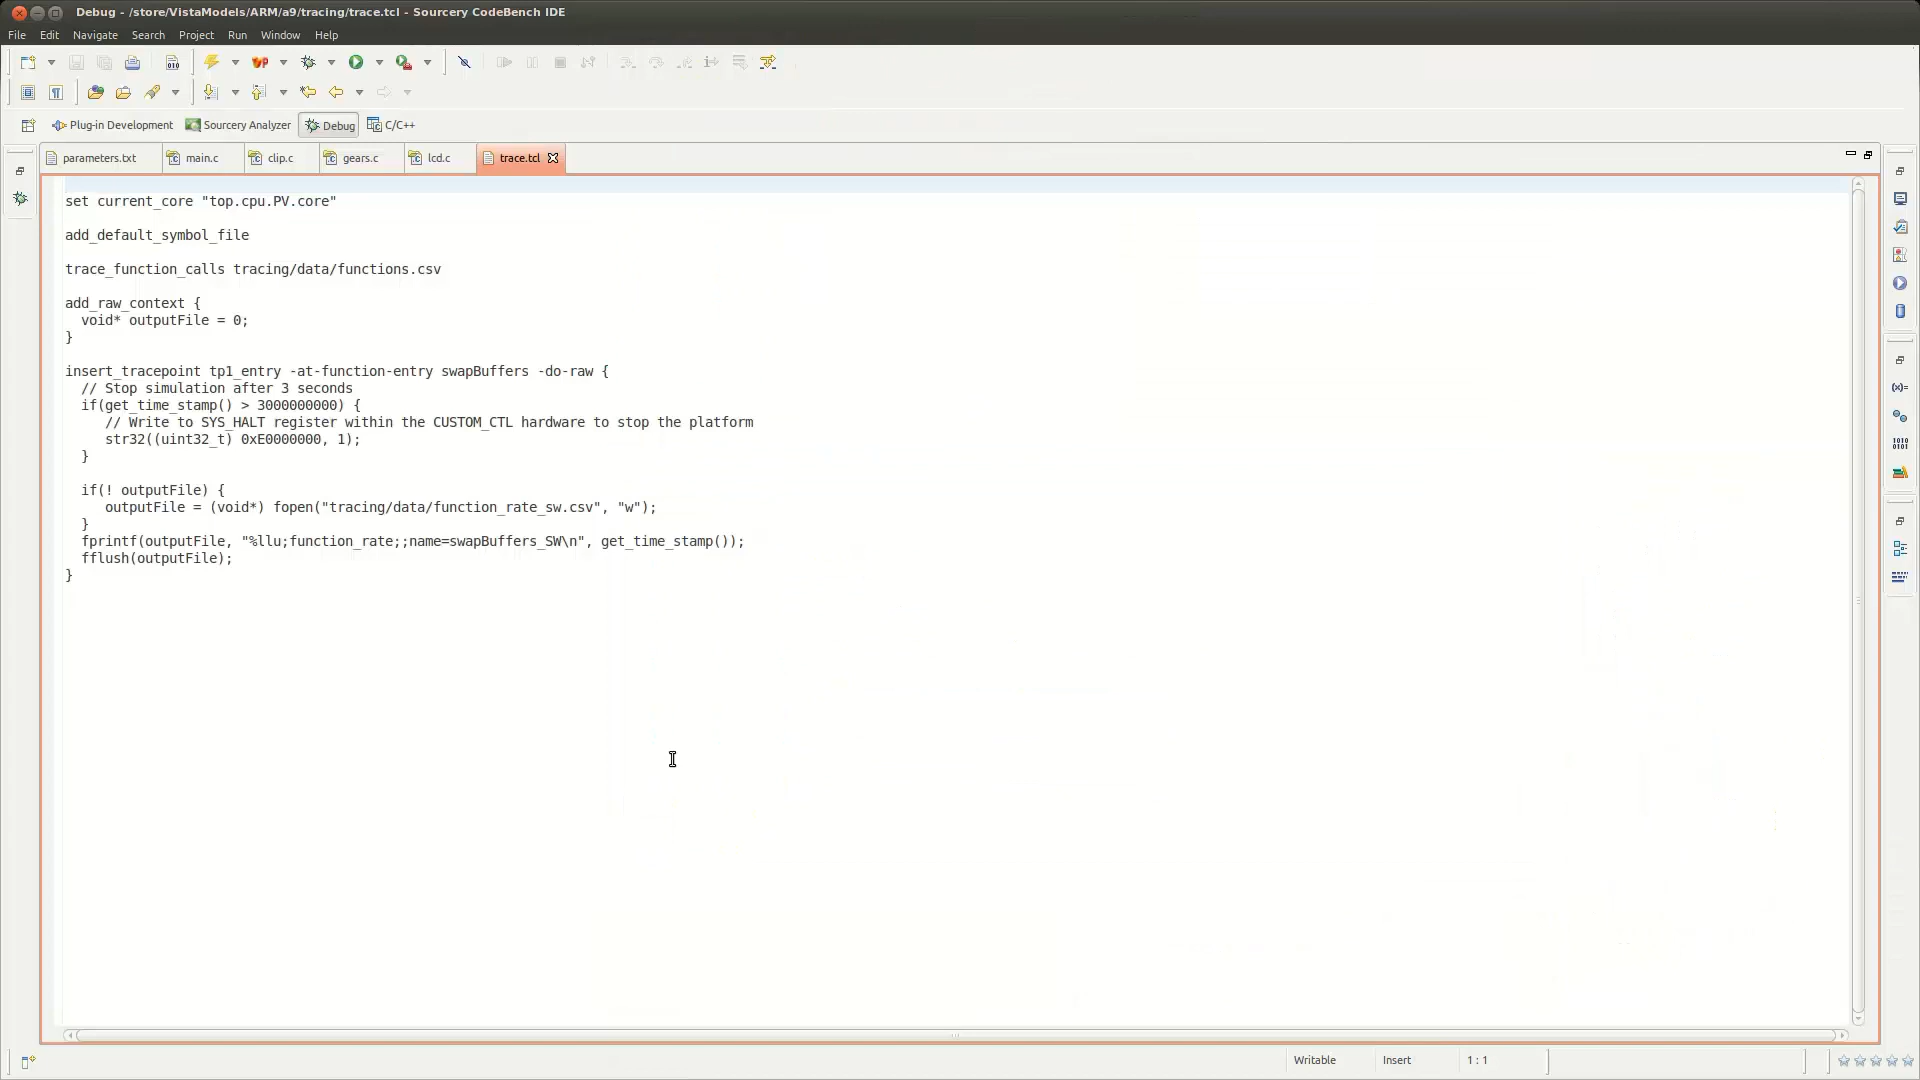 Debug - /store/VistaModels/ARM/a9/tracing/trace.tcl - Sourcery CodeBench IDE
File Edit Navigate Search Project Run Window Help
Plug-in Development Sourcery Analyzer Debug C/C++
parameters.txt main.c clip.c gears.c lcd.c trace.tcl
set current_core "top.cpu.PV.core"
add_default_symbol_file
trace_function_calls tracing/data/functions.csv
add_raw_context {
void* outputFile = 0;
}
insert_tracepoint tp1_entry -at-function-entry swapBuffers -do-raw {
// Stop simulation after 3 seconds
if(get_time_stamp() > 3000000000) {
// Write to SYS_HALT register within the CUSTOM_CTL hardware to stop the platform
str32((uint32_t) 0xE0000000, 1);
}
if(! outputFile) {
outputFile = (void*) fopen("tracing/data/function_rate_sw.csv", "w");
}
fprintf(outputFile, "%llu;function_rate;;name=swapBuffers_SW\n", get_time_stamp());
fflush(outputFile);
}
Writable Insert 1 : 1